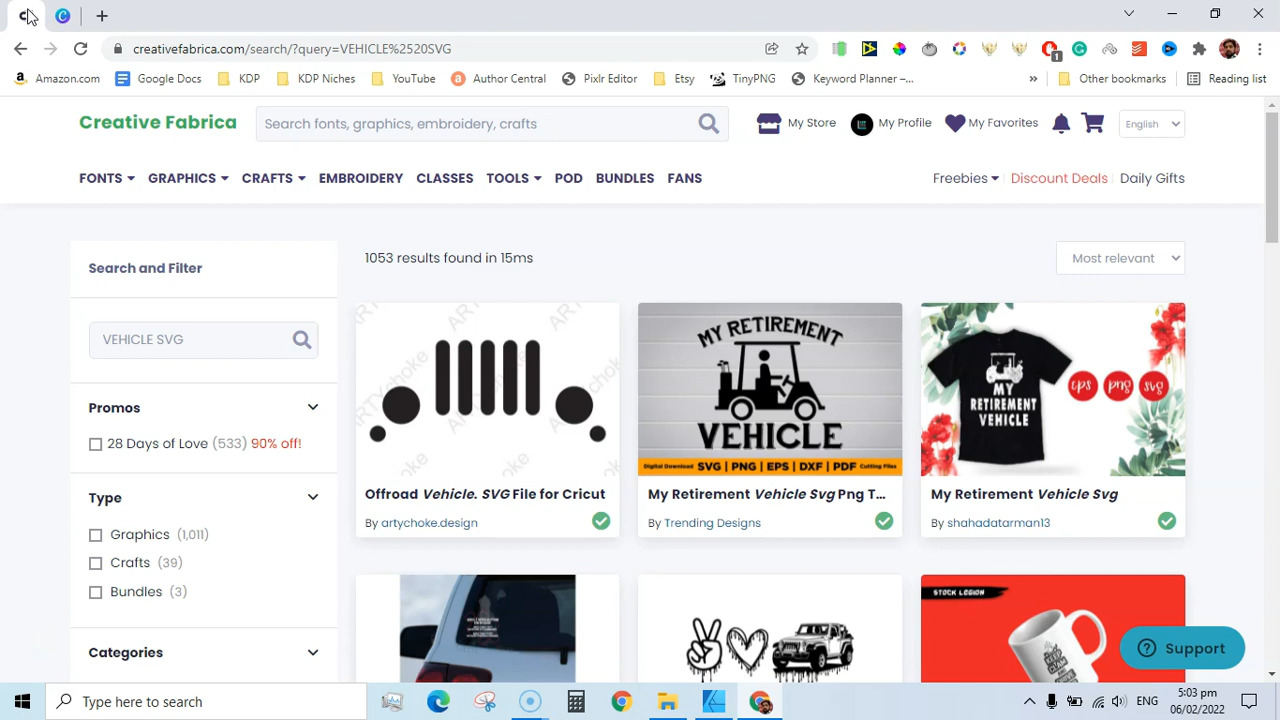 creativefabrica.com/search/?query=VEHICLE%2520SVG
1
Amazon.com Google Docs KDP KDP Niches YouTube Author Central Pixlr Editor Etsy TinyPNG Keyword Planner –... » Other bookmarks Reading list
Creative Fabrica
Search fonts, graphics, embroidery, crafts
My Store My Profile My Favorites English
FONTS GRAPHICS CRAFTS EMBROIDERY CLASSES TOOLS POD BUNDLES FANS Freebies Discount Deals Daily Gifts
Search and Filter
1053 results found in 15ms
Most relevant
VEHICLE SVG
Promos
28 Days of Love (533) 90% off!
Type
Graphics (1,011)
Crafts (39)
Bundles (3)
Categories
MY RETIREMENT
VEHICLE
Digital Download SVG | PNG | EPS | DXF | PDF Cutting Files
MY
RETIREMENT
VEHICLE
eps png svg
Offroad Vehicle. SVG File for Cricut
By artychoke.design
My Retirement Vehicle Svg Png T...
By Trending Designs
My Retirement Vehicle Svg
By shahadatarman13
STOCK LEGION
Support
Type here to search
ENG
5:03 pm
06/02/2022